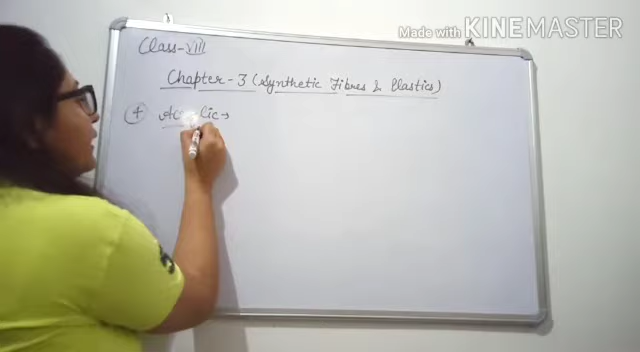 Made with KINEMASTER
Class-VIII
Chapter-3 (Synthetic Fibres & Plastics)
4 Acrylic→